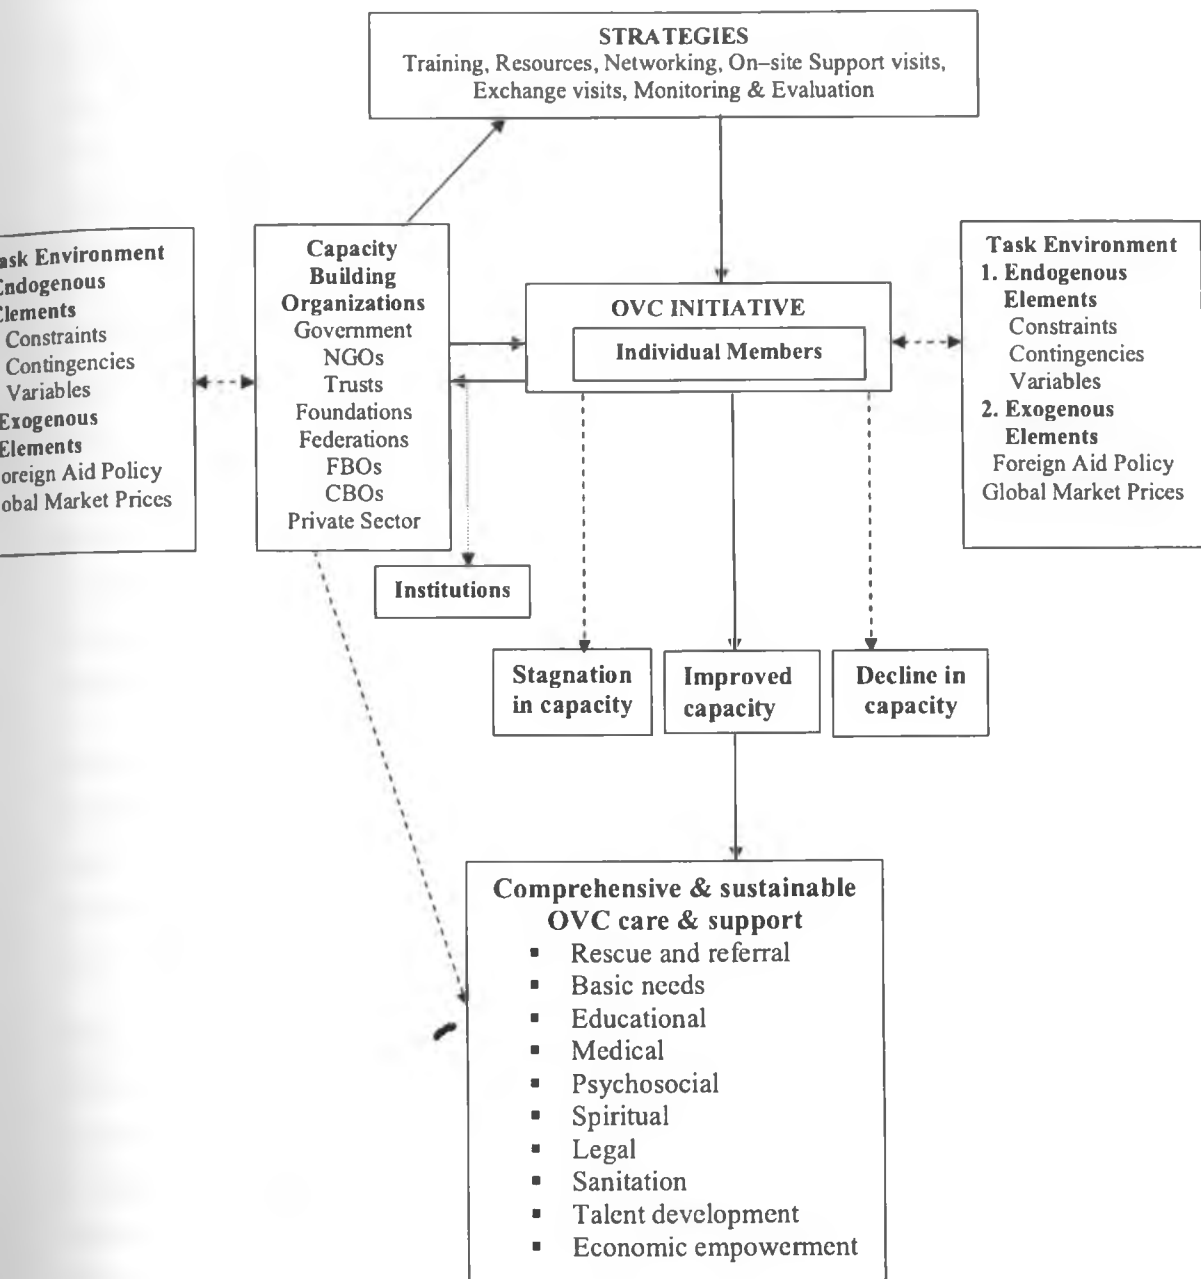 STRATEGIES
Training, Resources, Networking, On–site Support visits,
Exchange visits, Monitoring & Evaluation
Environment
Elements
Constraints
Contingencies
Variables
Exogenous
Elements
Aid Policy
Market Prices
Capacity
Building
Organizations
Government
NGOs
Trusts
Foundations
Federations
FBOs
CBOs
Private Sector
OVC INITIATIVE
Individual Members
Task Environment
1. Endogenous
Elements
Constraints
Contingencies
Variables
2. Exogenous
Elements
Foreign Aid Policy
Global Market Prices
Institutions
Stagnation
in capacity
Improved
capacity
Decline in
capacity
Comprehensive & sustainable
OVC care & support
▪ Rescue and referral
▪ Basic needs
▪ Educational
▪ Medical
▪ Psychosocial
▪ Spiritual
▪ Legal
▪ Sanitation
▪ Talent development
▪ Economic empowerment